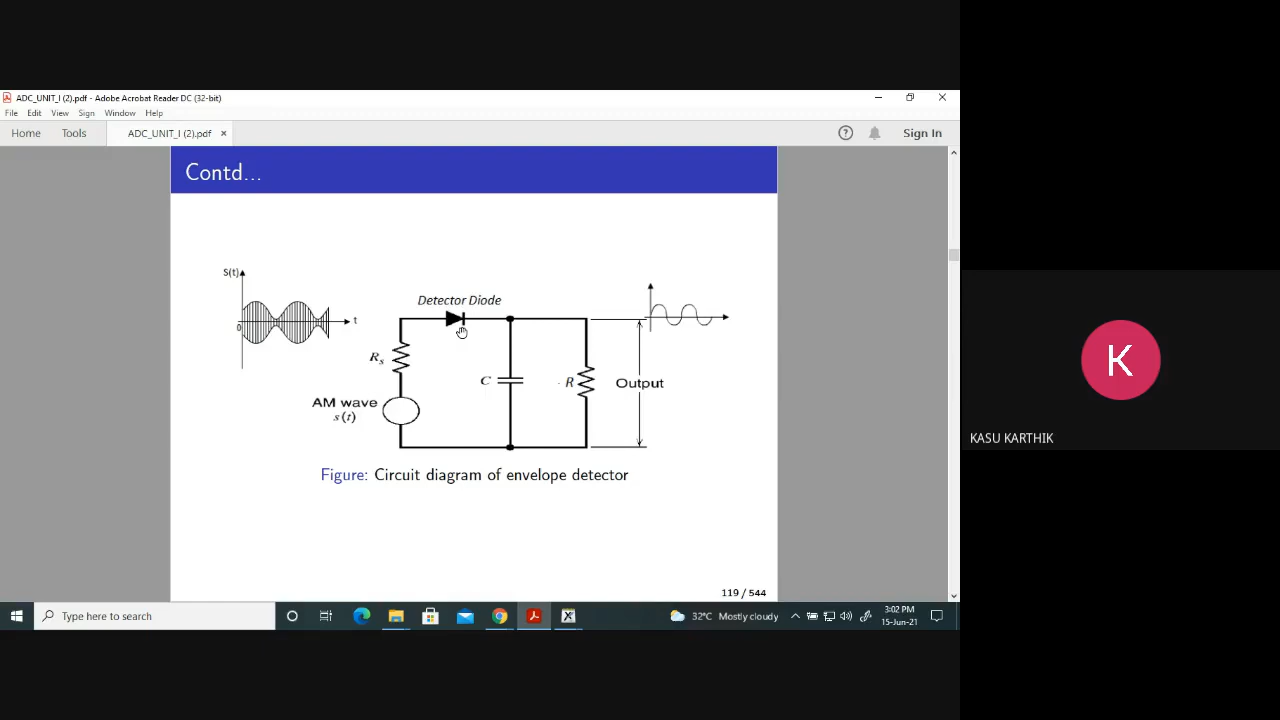 ADC_UNIT_I (2).pdf - Adobe Acrobat Reader DC (32-bit)
File Edit View Sign Window Help
Home Tools ADC_UNIT_I (2).pdf × ? Sign In
Contd...
S(t)
0
t
Detector Diode
Rs
AM wave
s(t)
C
R
Output
Figure: Circuit diagram of envelope detector
119 / 544
K
KASU KARTHIK
Type here to search
32°C Mostly cloudy
3:02 PM
15-Jun-21